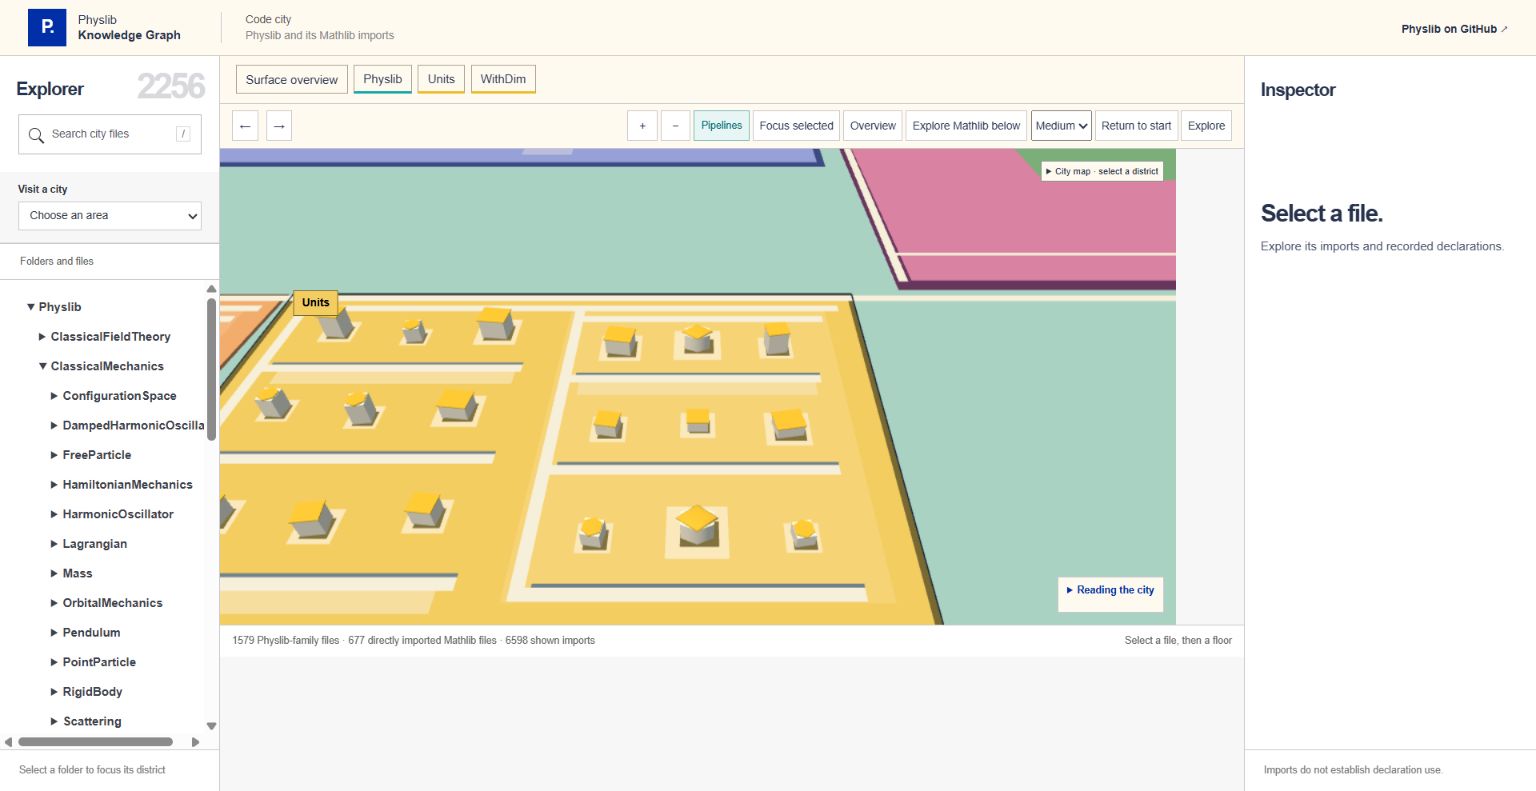 P.
Physlib
Knowledge Graph
Code city
Physlib and its Mathlib imports
Physlib on GitHub ↗
Explorer
2256
Search city files
/
Visit a city
Choose an area
Folders and files
▼ Physlib
▶ ClassicalFieldTheory
▼ ClassicalMechanics
▶ ConfigurationSpace
▶ DampedHarmonicOscilla
▶ FreeParticle
▶ HamiltonianMechanics
▶ HarmonicOscillator
▶ Lagrangian
▶ Mass
▶ OrbitalMechanics
▶ Pendulum
▶ PointParticle
▶ RigidBody
▶ Scattering
Select a folder to focus its district
Surface overview
Physlib
Units
WithDim
← → + − Pipelines Focus selected Overview Explore Mathlib below Medium Return to start Explore
▶ City map · select a district
Units
▶ Reading the city
1579 Physlib-family files · 677 directly imported Mathlib files · 6598 shown imports
Select a file, then a floor
Inspector
Select a file.
Explore its imports and recorded declarations.
Imports do not establish declaration use.